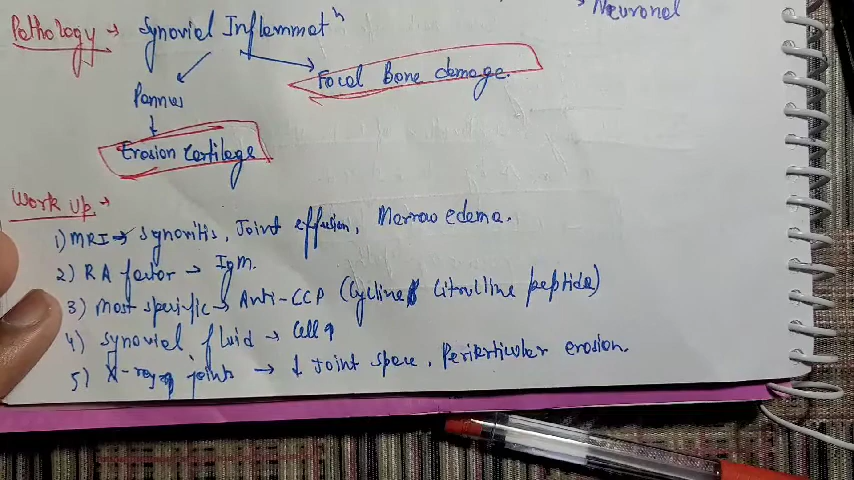 Neuronal
Pathology → Synovial Inflammatⁿ
Focal Bone damage.
Pannus
↓
Erosion Cartilage
Work up →
1) MRI → Synovitis, Joint effusion, Marrow edema.
2) RA factor → IgM.
3) Most specific → Anti-CCP (Cycline Citrulline peptide)
4) Synovial fluid → Cell ↑
5) X-ray of joints → ↓ Joint space, Periarticular erosion.